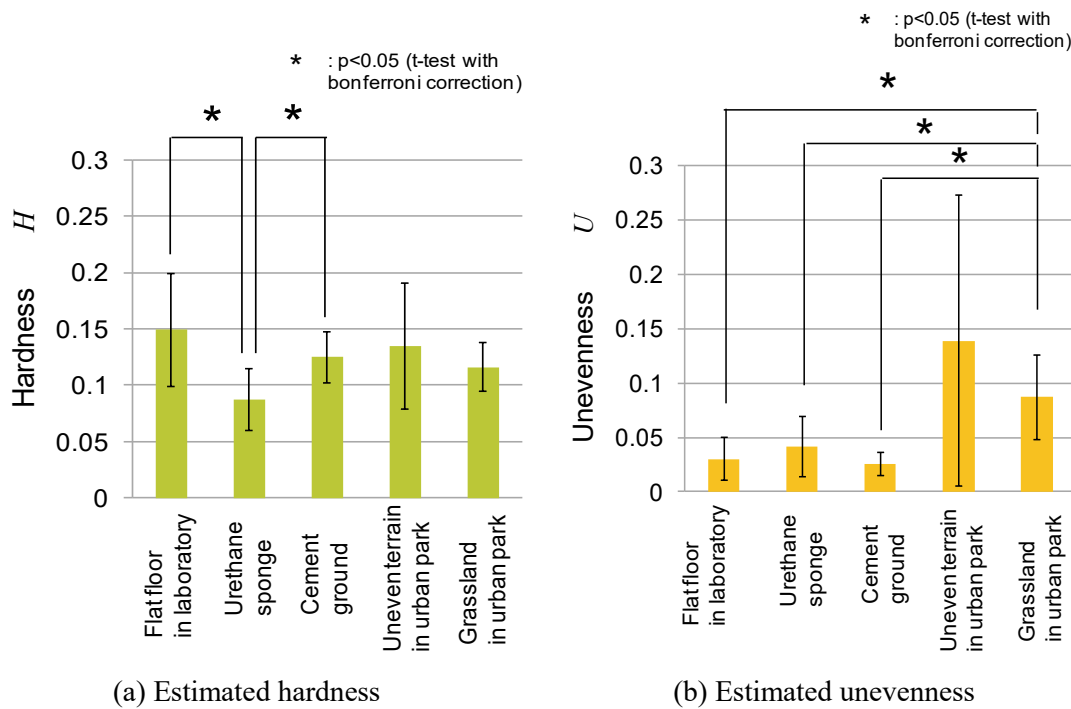 * : p<0.05 (t-test with
bonferroni correction)
* *
0.3
0.25
0.2
0.15
0.1
0.05
0
Hardness H
Flat floor
in laboratory
Urethane
sponge
Cement
ground
Uneven terrain
in urban park
Grassland
in urban park
(a) Estimated hardness
* : p<0.05 (t-test with
bonferroni correction)
*
*
*
0.3
0.25
0.2
0.15
0.1
0.05
0
Unevenness U
Flat floor
in laboratory
Urethane
sponge
Cement
ground
Uneven terrain
in urban park
Grassland
in urban park
(b) Estimated unevenness